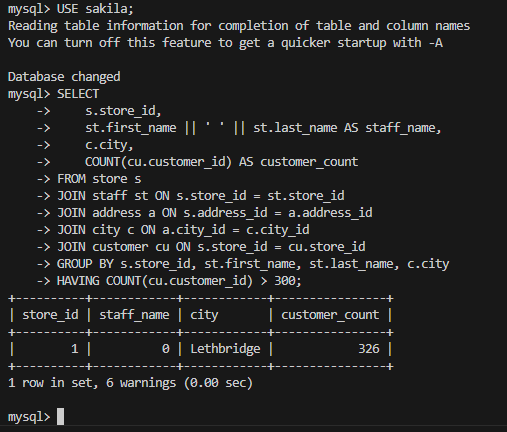 mysql> USE sakila;
Reading table information for completion of table and column names
You can turn off this feature to get a quicker startup with -A

Database changed
mysql> SELECT
    ->     s.store_id,
    ->     st.first_name || ' ' || st.last_name AS staff_name,
    ->     c.city,
    ->     COUNT(cu.customer_id) AS customer_count
    -> FROM store s
    -> JOIN staff st ON s.store_id = st.store_id
    -> JOIN address a ON s.address_id = a.address_id
    -> JOIN city c ON a.city_id = c.city_id
    -> JOIN customer cu ON s.store_id = cu.store_id
    -> GROUP BY s.store_id, st.first_name, st.last_name, c.city
    -> HAVING COUNT(cu.customer_id) > 300;
+----------+------------+------------+----------------+
| store_id | staff_name | city       | customer_count |
+----------+------------+------------+----------------+
|        1 |          0 | Lethbridge |            326 |
+----------+------------+------------+----------------+
1 row in set, 6 warnings (0.00 sec)

mysql>